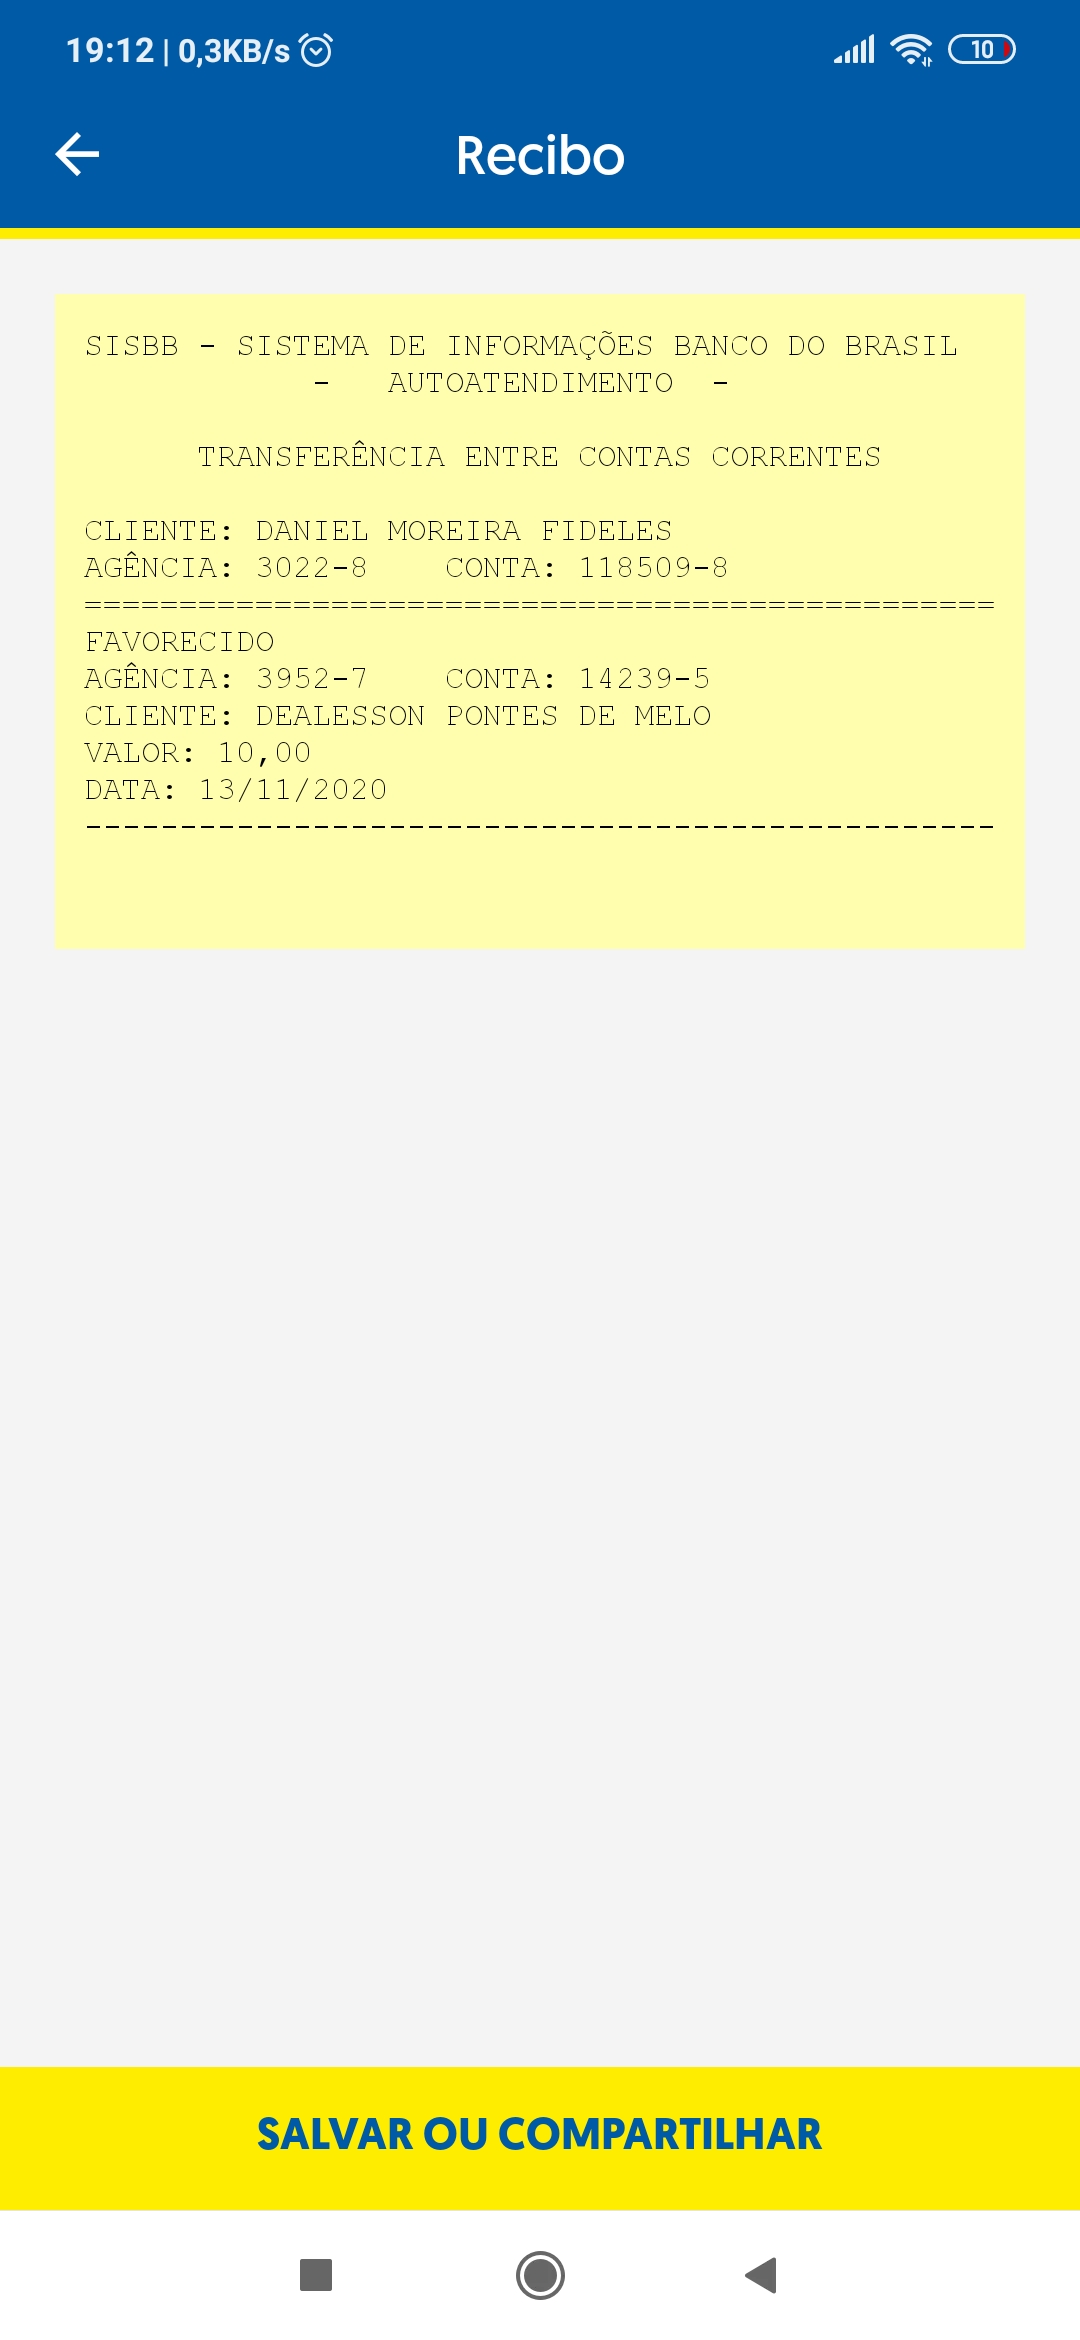 19:12 | 0,3KB/s
10
Recibo
SISBB - SISTEMA DE INFORMAÇÕES BANCO DO BRASIL
- AUTOATENDIMENTO -
TRANSFERÊNCIA ENTRE CONTAS CORRENTES
CLIENTE: DANIEL MOREIRA FIDELES
AGÊNCIA: 3022-8 CONTA: 118509-8
================================================
FAVORECIDO
AGÊNCIA: 3952-7 CONTA: 14239-5
CLIENTE: DEALESSON PONTES DE MELO
VALOR: 10,00
DATA: 13/11/2020
------------------------------------------------
SALVAR OU COMPARTILHAR